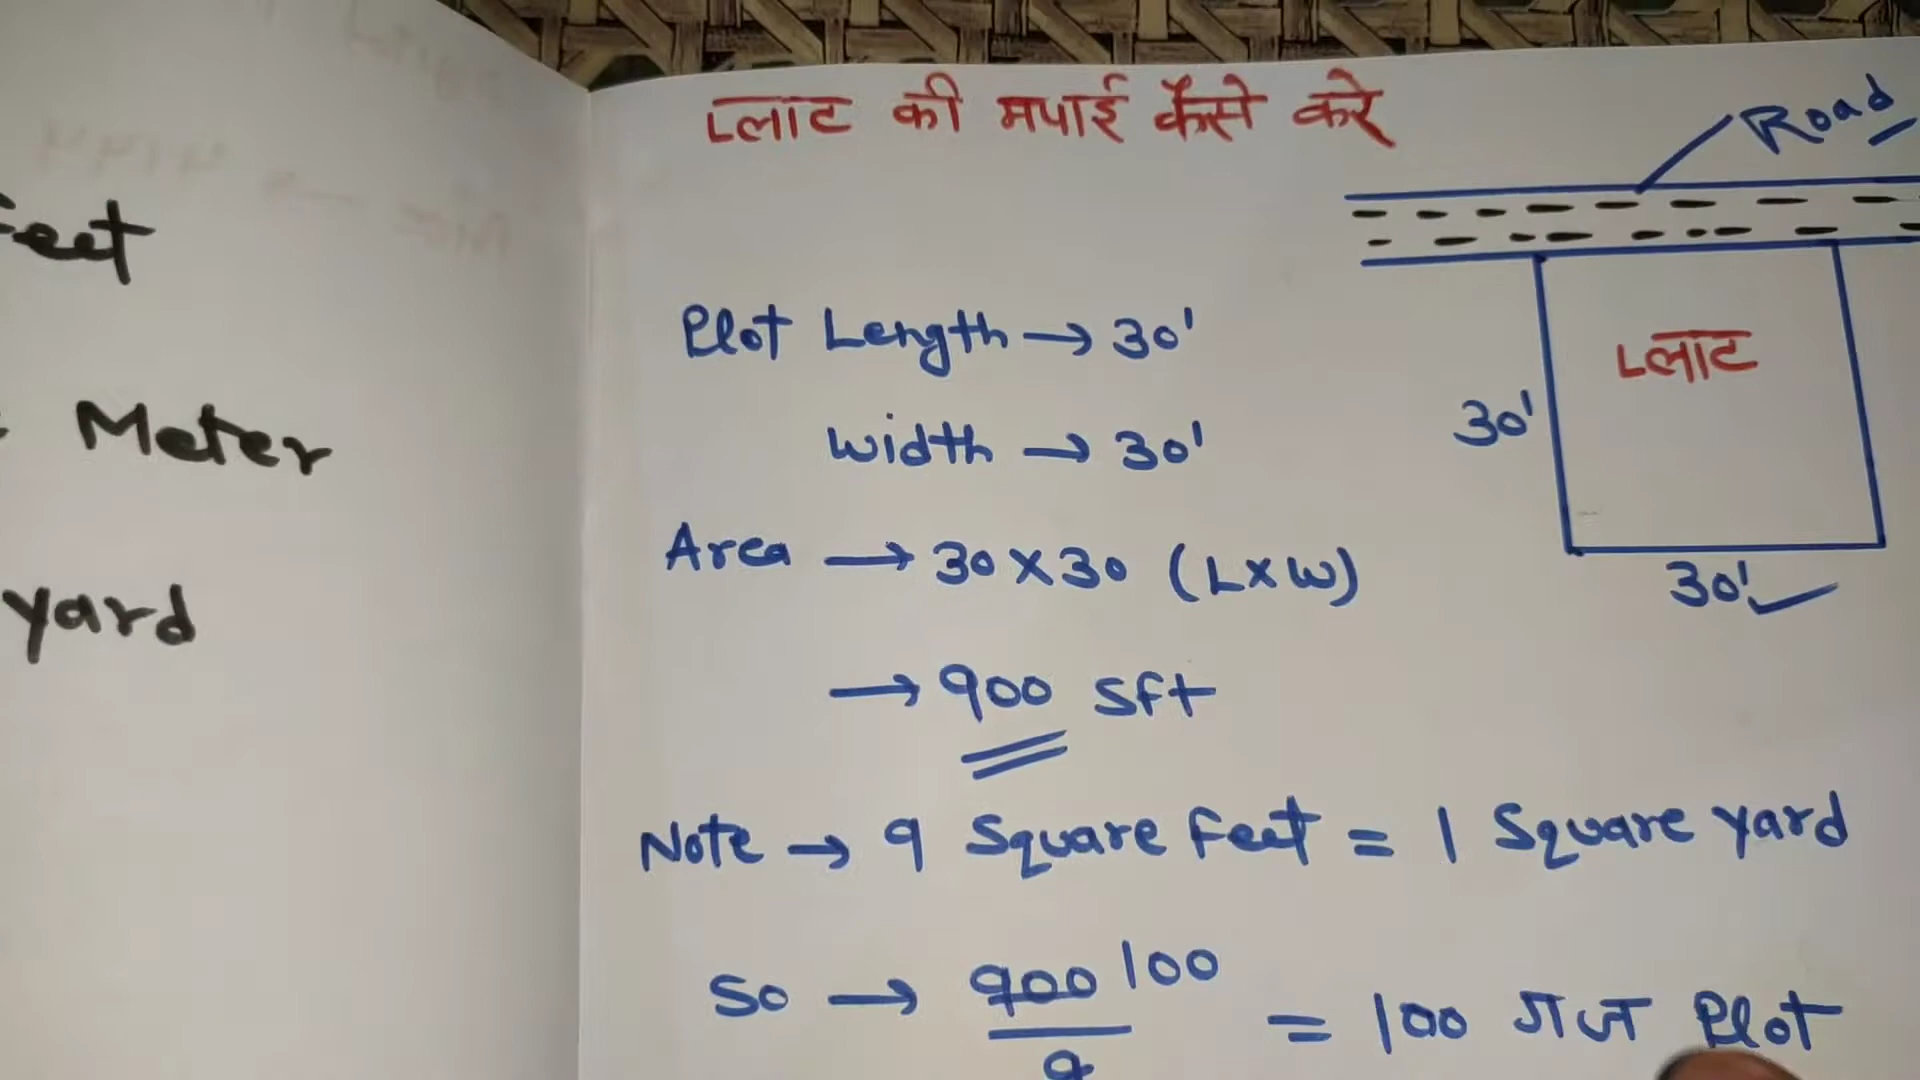 Feet
Meter
yard
प्लाट की मपाई कैसे करे
Road
Plot Length → 30'
Width → 30'
Area → 30 x 30 (L x W)
→ 900 Sft
Note → 9 Square Feet = 1 Square yard
So → 900 100
9
= 100 गज Plot
प्लाट
30'
30'